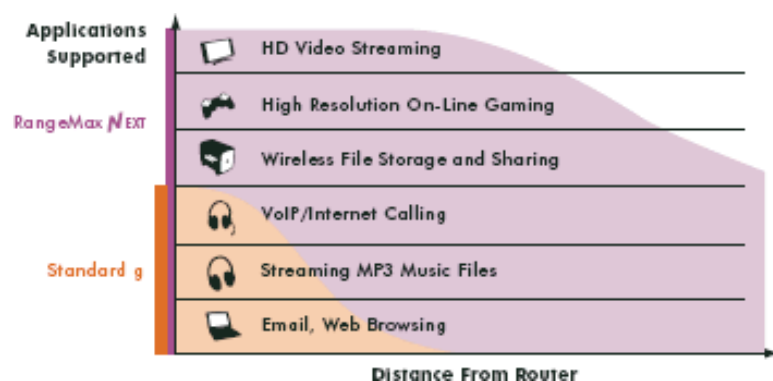 Applications
Supported
HD Video Streaming
High Resolution On-Line Gaming
RangeMax NEXT
Wireless File Storage and Sharing
VoIP/Internet Calling
Standard g
Streaming MP3 Music Files
Email, Web Browsing
Distance From Router